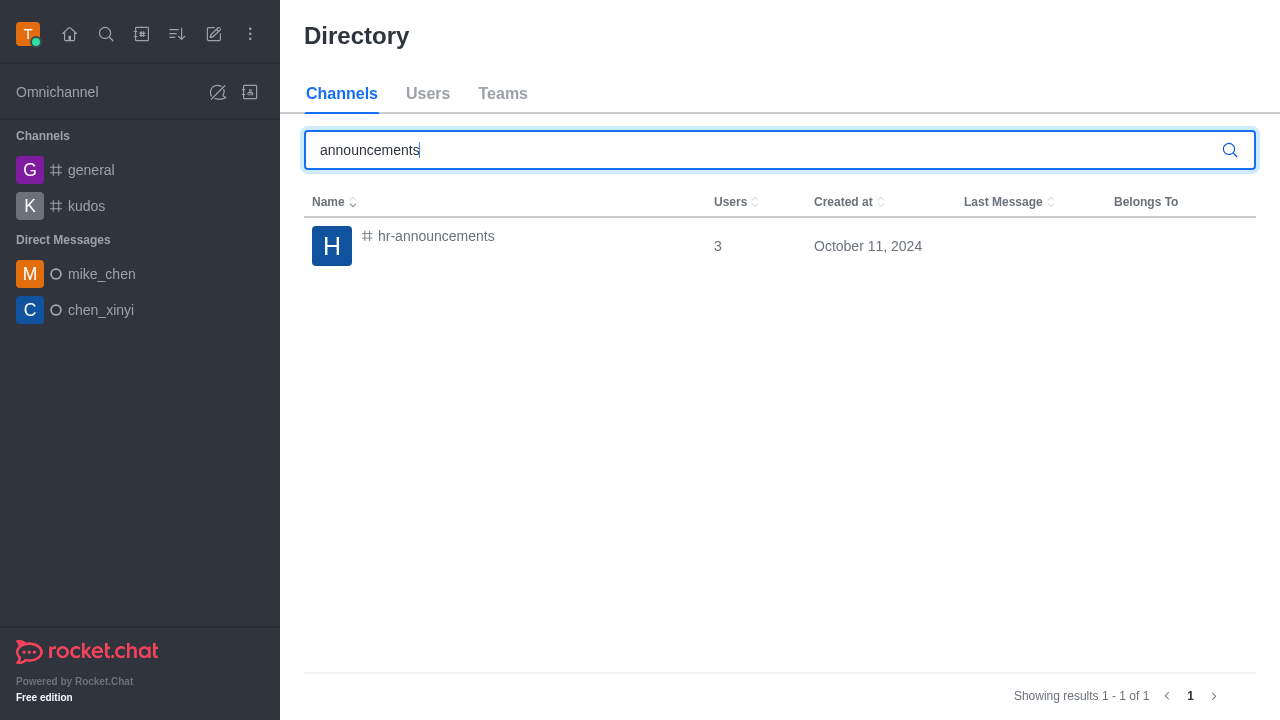 T
Directory
Omnichannel
Channels Users Teams
Channels
announcements
G general
K kudos
Name Users Created at Last Message Belongs To
H hr-announcements 3 October 11, 2024
Direct Messages
M mike_chen
C chen_xinyi
rocket.chat
Powered by Rocket.Chat
Free edition
Showing results 1 - 1 of 1 1